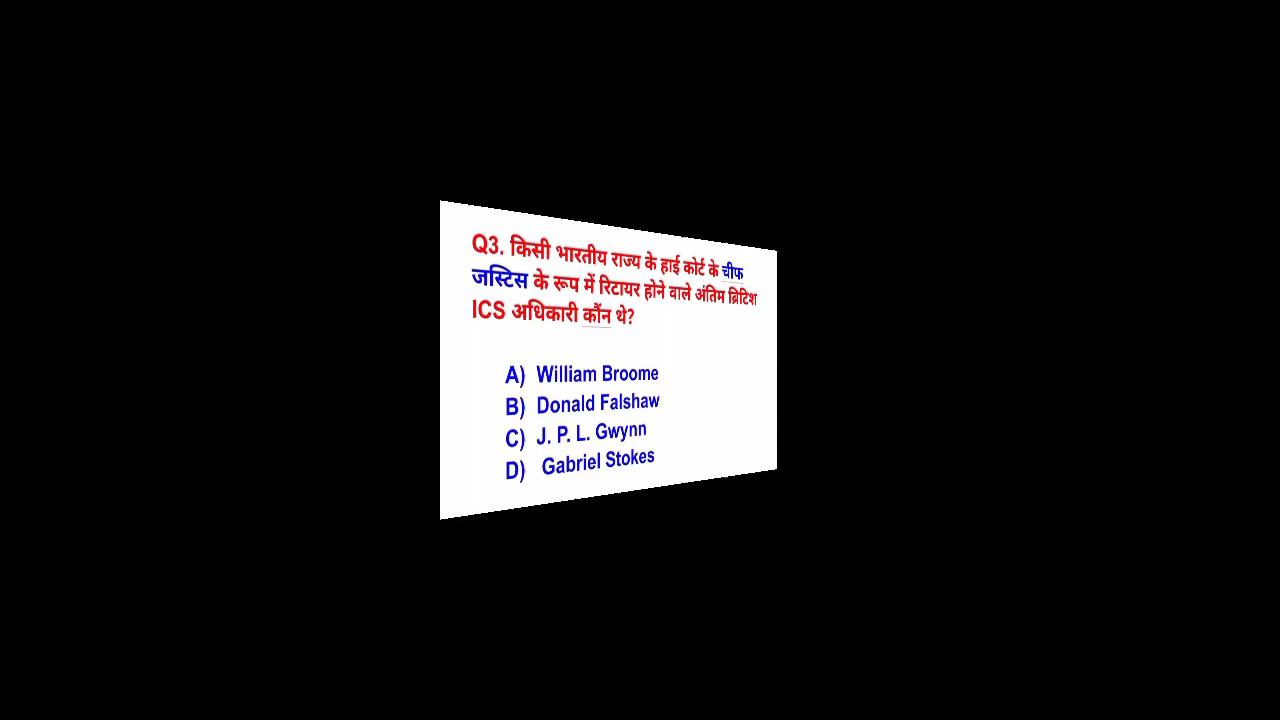 Q3. किसी भारतीय राज्य के हाई कोर्ट के चीफ
जस्टिस के रूप में रिटायर होने वाले अंतिम ब्रिटिश
ICS अधिकारी कौंन थे?
A) William Broome
B) Donald Falshaw
C) J. P. L. Gwynn
D) Gabriel Stokes